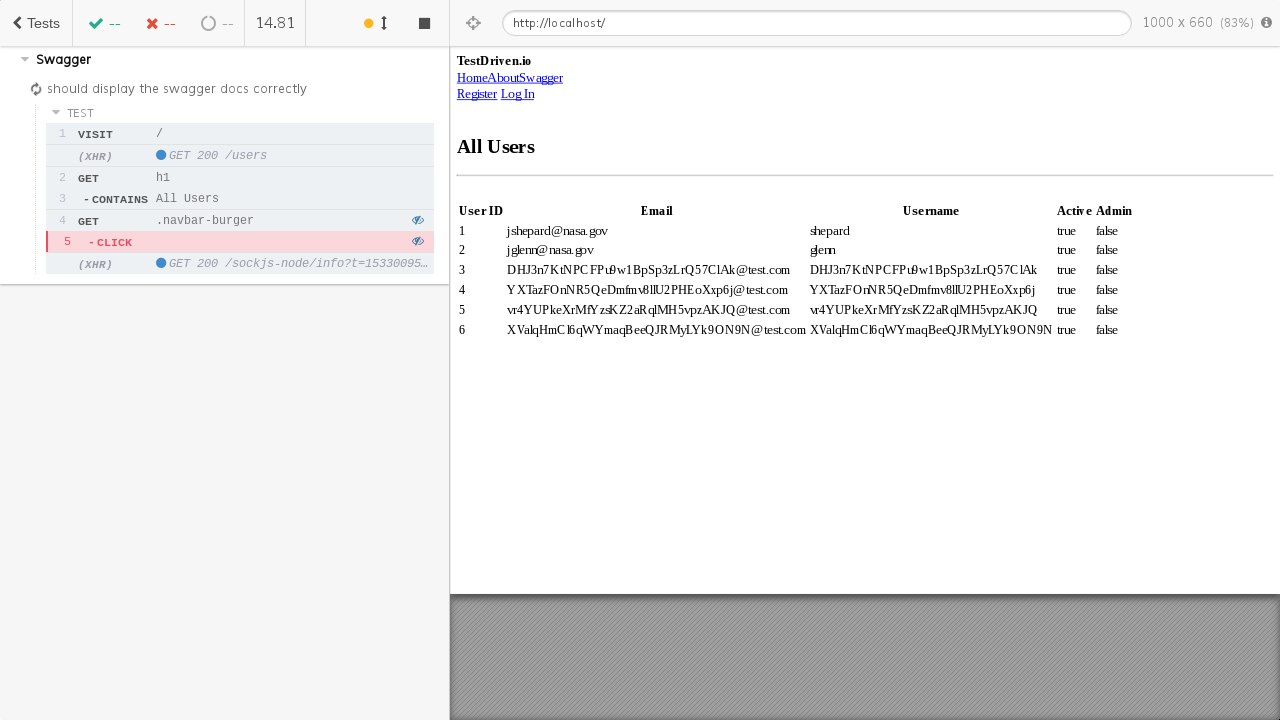 Tests -- -- -- 14.81
http://localhost/ 1000 x 660 (83%)
Swagger
should display the swagger docs correctly
TEST
1 VISIT /
(XHR) GET 200 /users
2 GET h1
3 - CONTAINS All Users
4 GET .navbar-burger
5 - CLICK
(XHR) GET 200 /sockjs-node/info?t=15330095…
TestDriven.io
HomeAboutSwagger
Register Log In
All Users
User ID Email Username Active Admin
1 jshepard@nasa.gov shepard true false
2 jglenn@nasa.gov glenn true false
3 DHJ3n7KtNPCFPu9w1BpSp3zLrQ57ClAk@test.com DHJ3n7KtNPCFPu9w1BpSp3zLrQ57ClAk true false
4 YXTazFOnNR5QeDmfmv8llU2PHEoXxp6j@test.com YXTazFOnNR5QeDmfmv8llU2PHEoXxp6j true false
5 vr4YUPkeXrMfYzsKZ2aRqlMH5vpzAKJQ@test.com vr4YUPkeXrMfYzsKZ2aRqlMH5vpzAKJQ true false
6 XValqHmCl6qWYmaqBeeQJRMyLYk9ON9N@test.com XValqHmCl6qWYmaqBeeQJRMyLYk9ON9N true false